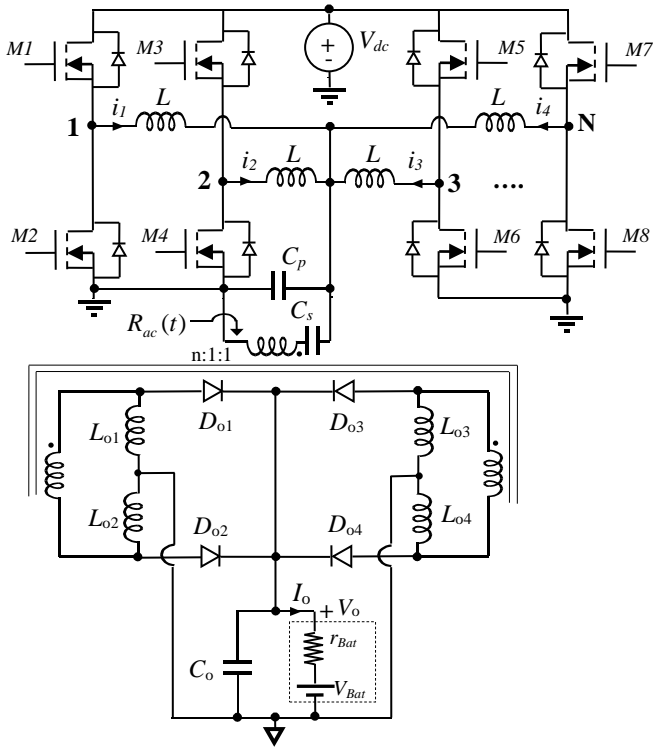 M1
M3
+
-
V_dc
M5
M7
1
i_1
L
L
i_4
N
2
i_2
L
L
i_3
3
....
M2
M4
C_p
M6
M8
R_ac(t)
C_s
n:1:1
L_o1
D_o1
D_o3
L_o3
L_o2
D_o2
D_o4
L_o4
I_o
+V_o
r_Bat
C_o
V_Bat